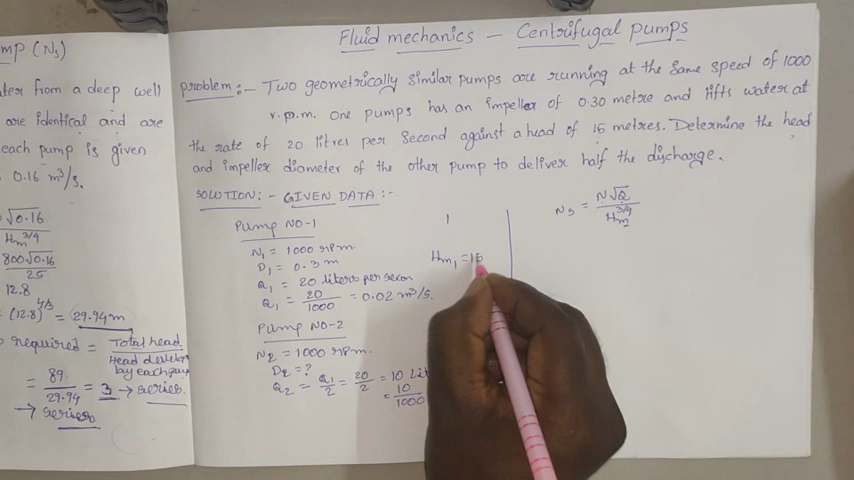 mp (Ns)
ter from a deep well
are identical and are
each pump is given
0.16 m³/s.
√0.16
Hm^3/4
800√0.16
25
12.8
= (12.8)^4/3 = 29.94m
required = Total head
Head develop
by each pump
= 89 / 29.94 = 3 → series.
→ series
Fluid mechanics – Centrifugal pumps
problem:- Two geometrically similar pumps are running at the same speed of 1000
r.p.m. one pumps has an impeller of 0.30 metre and lifts water at
the rate of 20 litres per second against a head of 15 metres. Determine the head
and impeller diameter of the other pump to deliver half the discharge.
SOLUTION:- GIVEN DATA:-
Pump NO-1
N1 = 1000 rpm
D1 = 0.3 m
Q1 = 20 liters per secon
Q1 = 20/1000 = 0.02 m³/s.
Pump NO-2
N2 = 1000 rpm.
D2 = ?
Q2 = Q1/2 = 20/2 = 10 Lit
= 10/1000
Hm1 = 15
Ns = N√Q / Hm^3/4